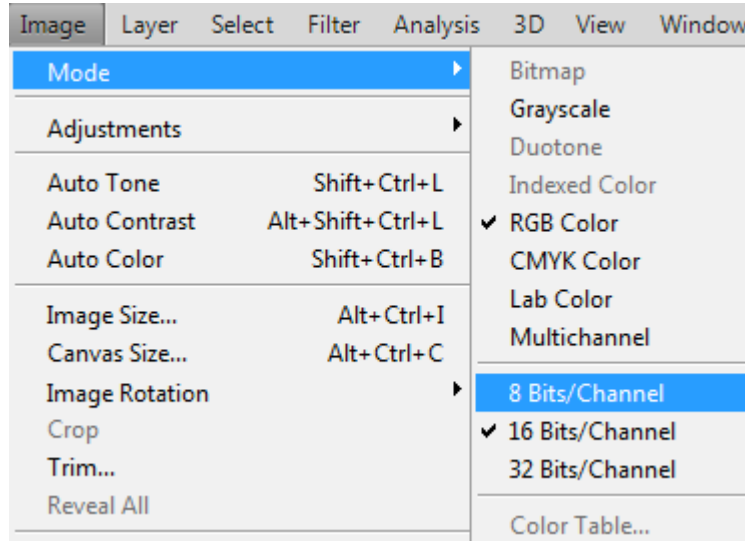 Image Layer Select Filter Analysis 3D View Window
Mode
Adjustments
Auto Tone Shift+Ctrl+L
Auto Contrast Alt+Shift+Ctrl+L
Auto Color Shift+Ctrl+B
Image Size... Alt+Ctrl+I
Canvas Size... Alt+Ctrl+C
Image Rotation
Crop
Trim...
Reveal All
Bitmap
Grayscale
Duotone
Indexed Color
RGB Color
CMYK Color
Lab Color
Multichannel
8 Bits/Channel
16 Bits/Channel
32 Bits/Channel
Color Table...